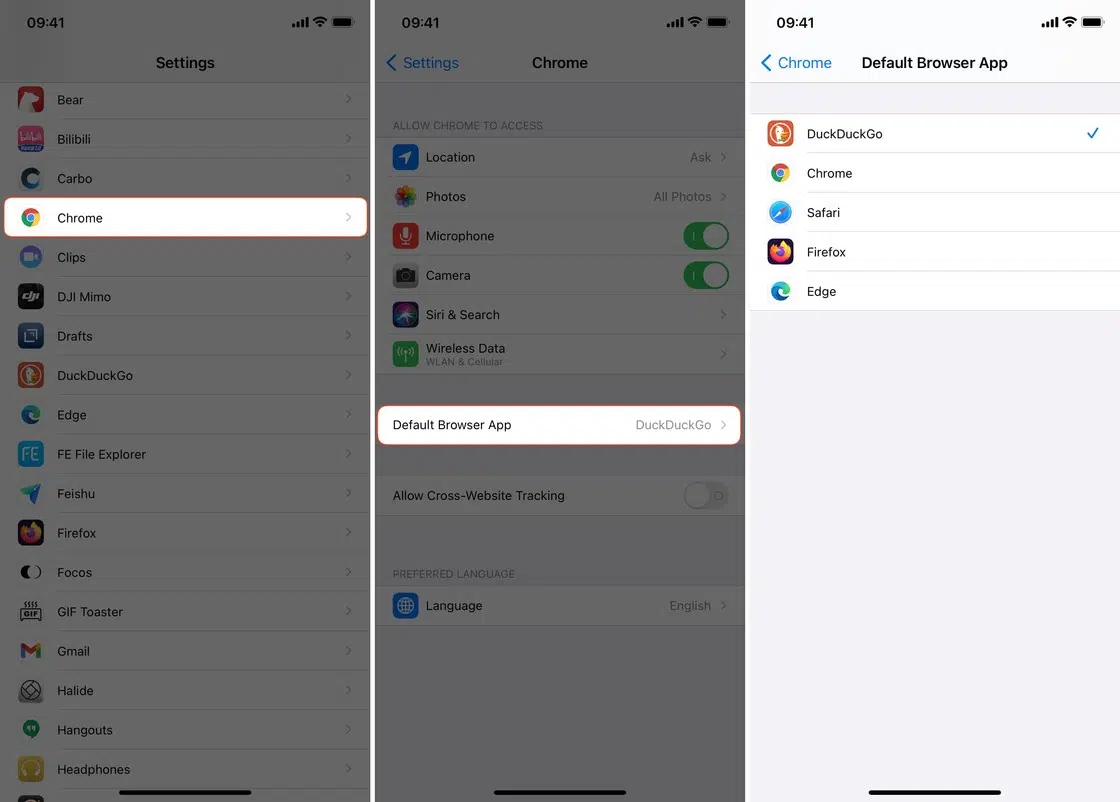 09:41
Settings
Bear
Bilibili
Carbo
Chrome
Clips
DJI Mimo
Drafts
DuckDuckGo
Edge
FE File Explorer
Feishu
Firefox
Focos
GIF Toaster
Gmail
Halide
Hangouts
Headphones
09:41
Settings
Chrome
ALLOW CHROME TO ACCESS
Location Ask
Photos All Photos
Microphone
Camera
Siri & Search
Wireless Data
WLAN & Cellular
Default Browser App DuckDuckGo
Allow Cross-Website Tracking
PREFERRED LANGUAGE
Language English
09:41
Chrome
Default Browser App
DuckDuckGo
Chrome
Safari
Firefox
Edge